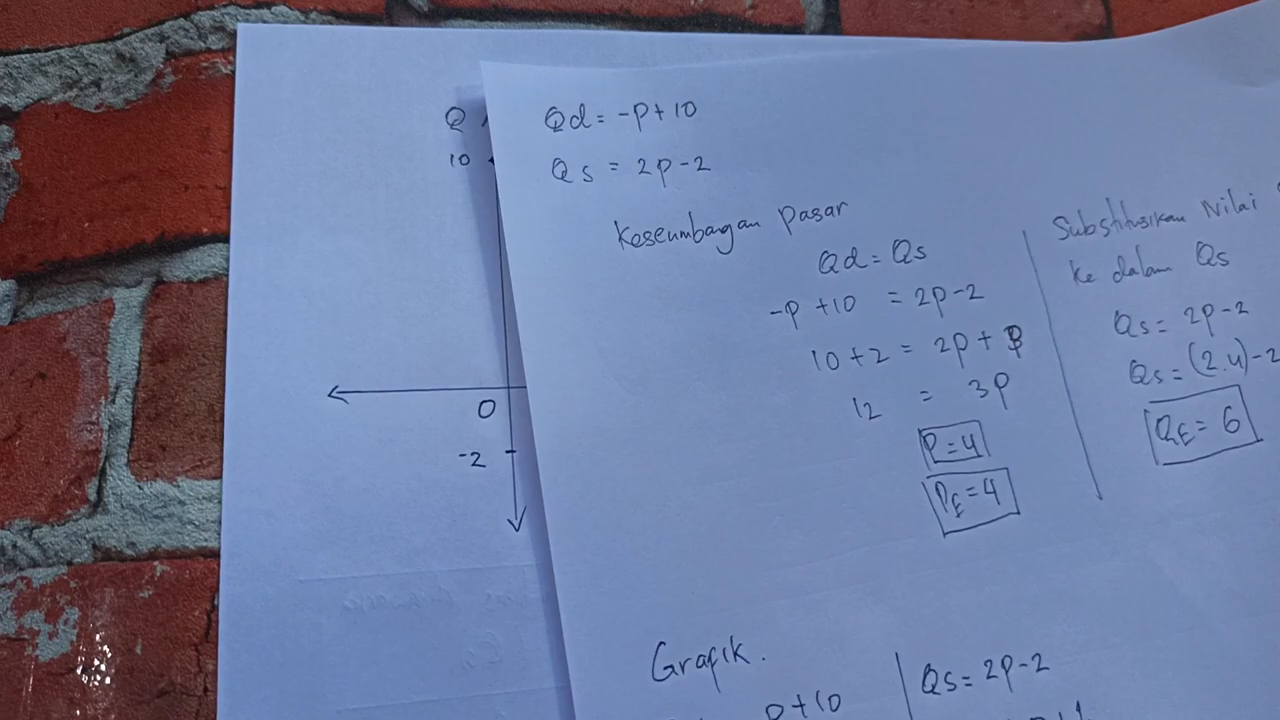 Q
10
0
-2
Qd = -P + 10
Qs = 2P - 2
Keseimbangan Pasar
Qd = Qs
-P + 10 = 2P - 2
10 + 2 = 2P + P
12 = 3P
P = 4
PE = 4
Substitusikan Nilai
ke dalam Qs
Qs = 2P - 2
Qs = (2.4) - 2
QE = 6
Grafik.
P + 10
Qs = 2P - 2